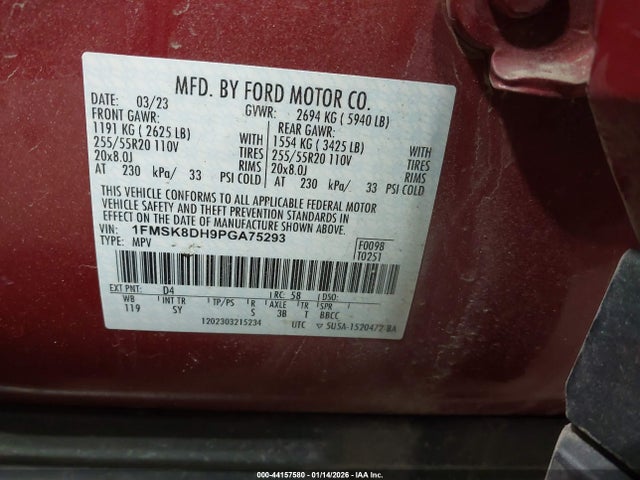 MFD. BY FORD MOTOR CO.
DATE: 03/23 GVWR: 2694 KG ( 5940 LB)
FRONT GAWR: REAR GAWR:
1191 KG ( 2625 LB) WITH 1554 KG ( 3425 LB) WITH
255/55R20 110V TIRES 255/55R20 110V TIRES
20x8.0J RIMS 20x8.0J RIMS
AT 230 kPa/ 33 PSI COLD AT 230 kPa/ 33 PSI COLD
THIS VEHICLE CONFORMS TO ALL APPLICABLE FEDERAL MOTOR
VEHICLE SAFETY AND THEFT PREVENTION STANDARDS IN
EFFECT ON THE DATE OF MANUFACTURE SHOWN ABOVE.
VIN: 1FMSK8DH9PGA75293
TYPE: MPV F0098
T0251
EXT PNT: D4 RC: 58 DSO:
WB INT TR TP/PS R AXLE TR SPR
119 SY S 3B T BBCC
1202303215234 UTC ▽ SU5A-1520472-BA
000-44157580 - 01/14/2026 - IAA Inc.